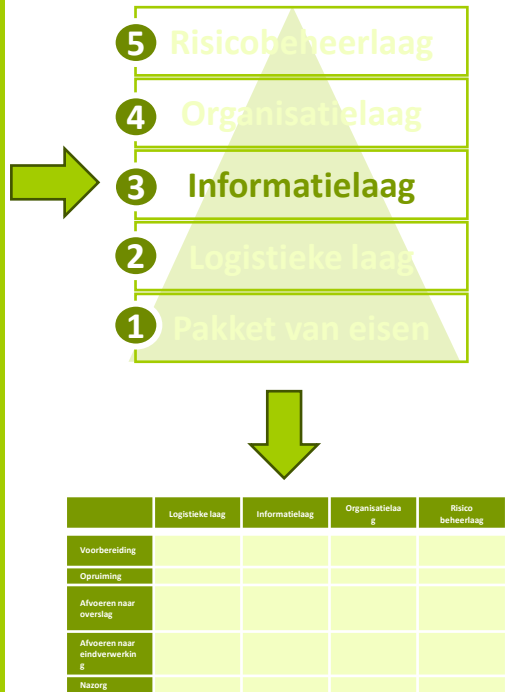 5 Risicobeheerlaag
4 Organisatielaag
3 Informatielaag
2 Logistieke laag
1 Pakket van eisen
Logistieke laag Informatielaag Organisatielaa Risico
g beheerlaag
Voorbereiding
Opruiming
Afvoeren naar
overslag
Afvoeren naar
eindverwerkin
g
Nazorg